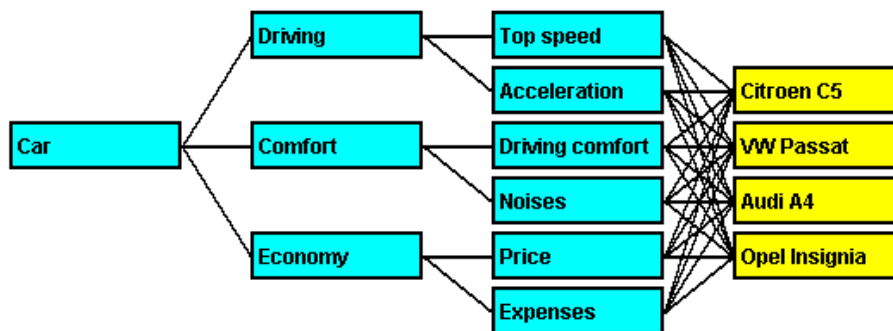 Car
Driving
Comfort
Economy
Top speed
Acceleration
Driving comfort
Noises
Price
Expenses
Citroen C5
VW Passat
Audi A4
Opel Insignia